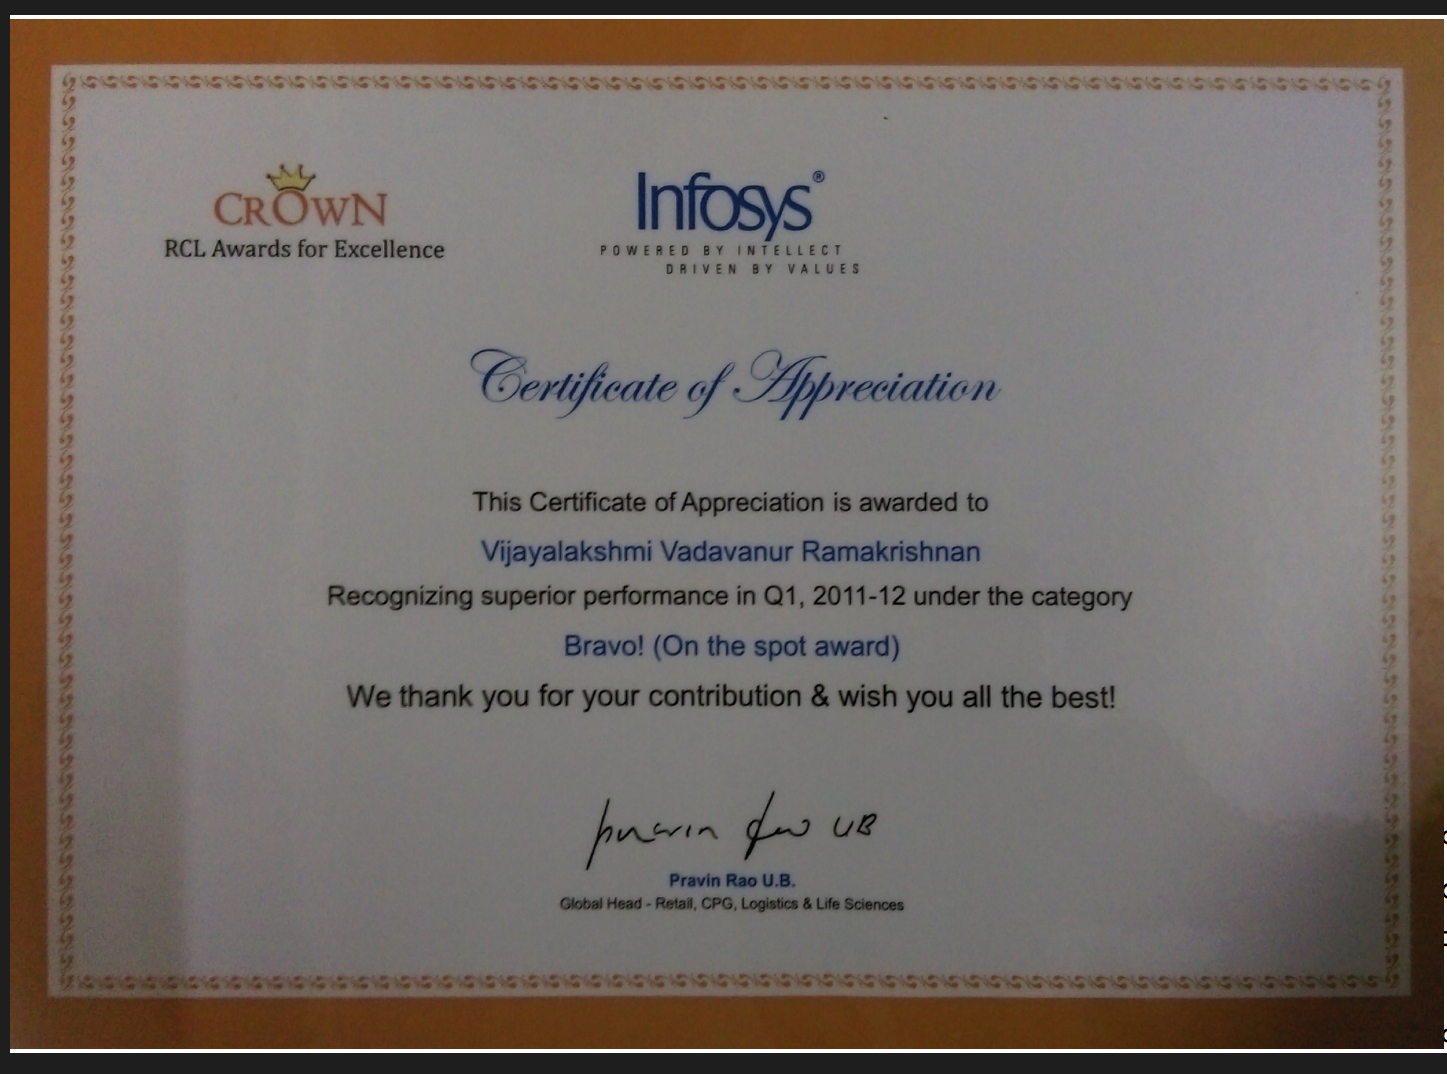 CROWN
RCL Awards for Excellence
Infosys®
POWERED BY INTELLECT
DRIVEN BY VALUES
Certificate of Appreciation
This Certificate of Appreciation is awarded to
Vijayalakshmi Vadavanur Ramakrishnan
Recognizing superior performance in Q1, 2011-12 under the category
Bravo! (On the spot award)
We thank you for your contribution & wish you all the best!
Pravin Rao UB
Pravin Rao U.B.
Global Head - Retail, CPG, Logistics & Life Sciences